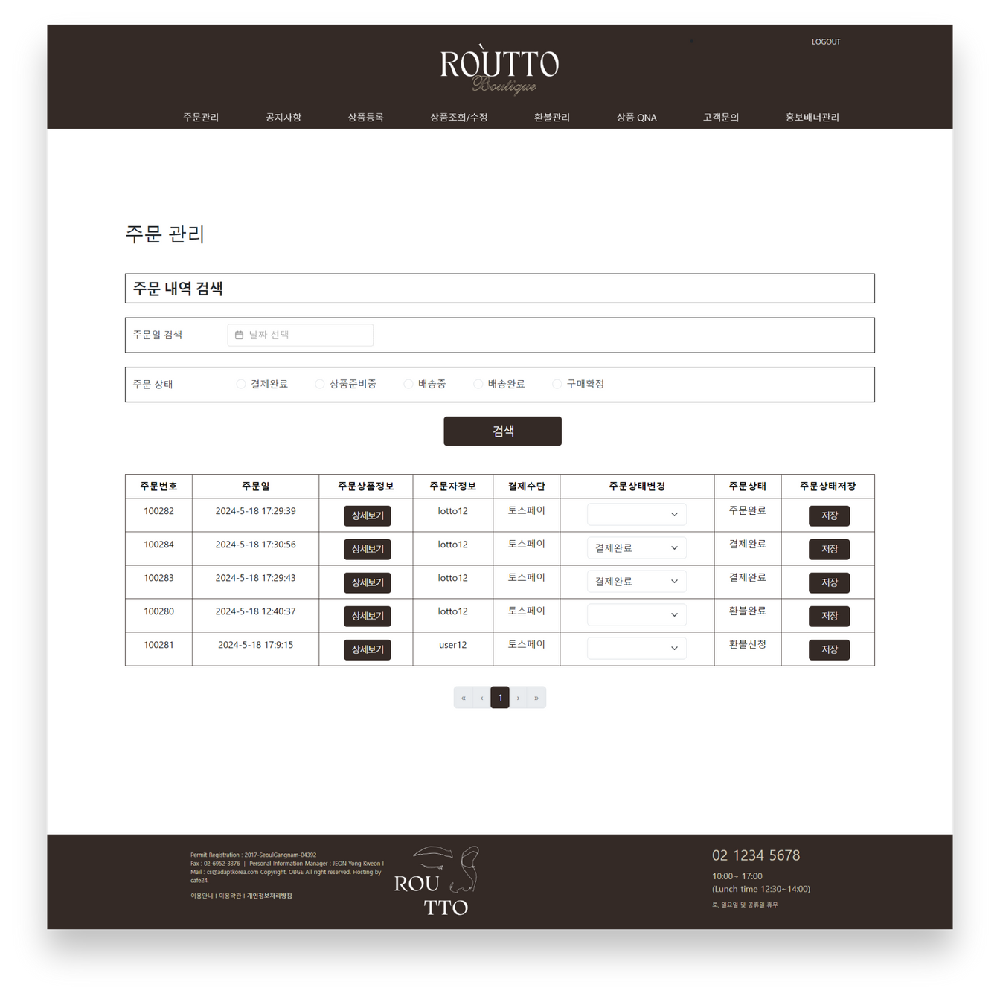 LOGOUT
ROÙTTO
Boutique
주문관리 공지사항 상품등록 상품조회/수정 환불관리 상품 QNA 고객문의 홍보배너관리
주문 관리
주문 내역 검색
주문일 검색 날짜 선택
주문 상태 결제완료 상품준비중 배송중 배송완료 구매확정
검색
주문번호 주문일 주문상품정보 주문자정보 결제수단 주문상태변경 주문상태 주문상태저장
100282 2024-5-18 17:29:39 상세보기 lotto12 토스페이 주문완료 저장
100284 2024-5-18 17:30:56 상세보기 lotto12 토스페이 결제완료 결제완료 저장
100283 2024-5-18 17:29:43 상세보기 lotto12 토스페이 결제완료 결제완료 저장
100280 2024-5-18 12:40:37 상세보기 lotto12 토스페이 환불완료 저장
100281 2024-5-18 17:9:15 상세보기 user12 토스페이 환불신청 저장
« ‹ 1 › »
Permit Registration : 2017-SeoulGangnam-04392
Fax : 02-6952-3376 | Personal Information Manager : JEON Yong Kweon I
Mail : cs@adaptkorea.com Copyright. OBGE All right reserved. Hosting by
cafe24.
이용안내 I 이용약관 I 개인정보처리방침
ROU
TTO
02 1234 5678
10:00~ 17:00
(Lunch time 12:30~14:00)
토, 일요일 및 공휴일 휴무